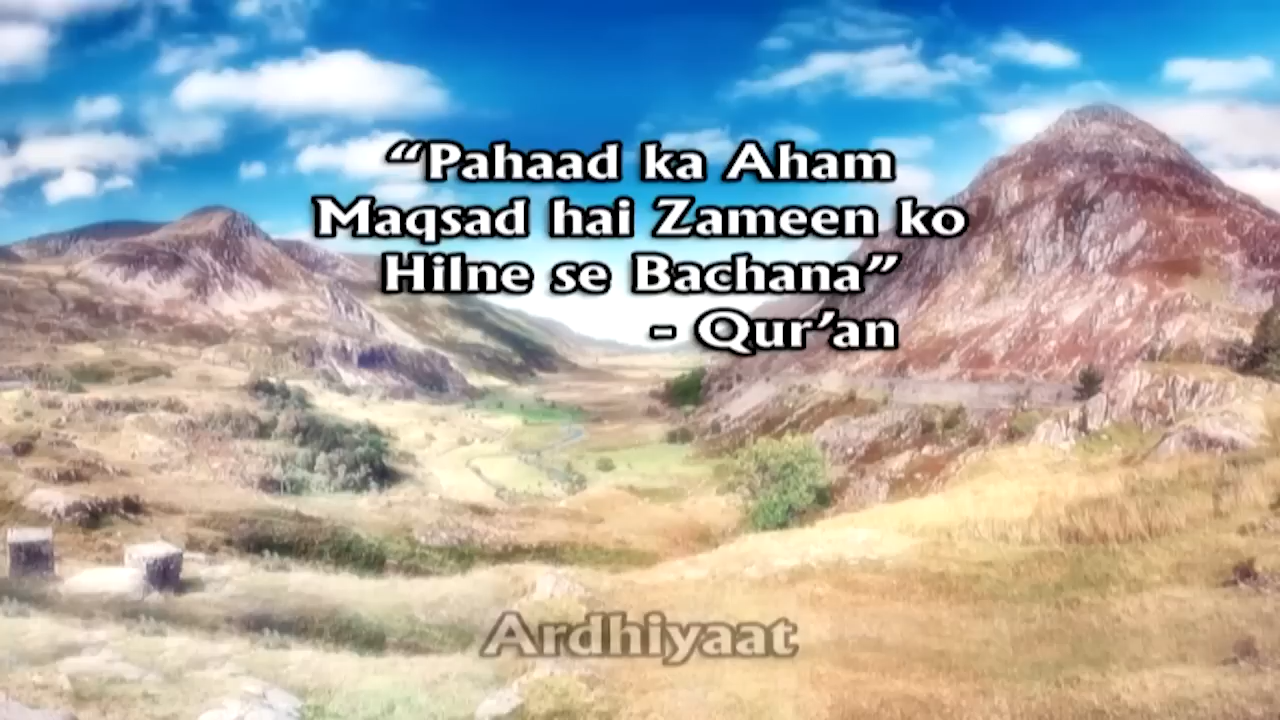 “Pahaad ka Aham
Maqsad hai Zameen ko
Hilne se Bachana”
- Qur’an
Ardhiyaat